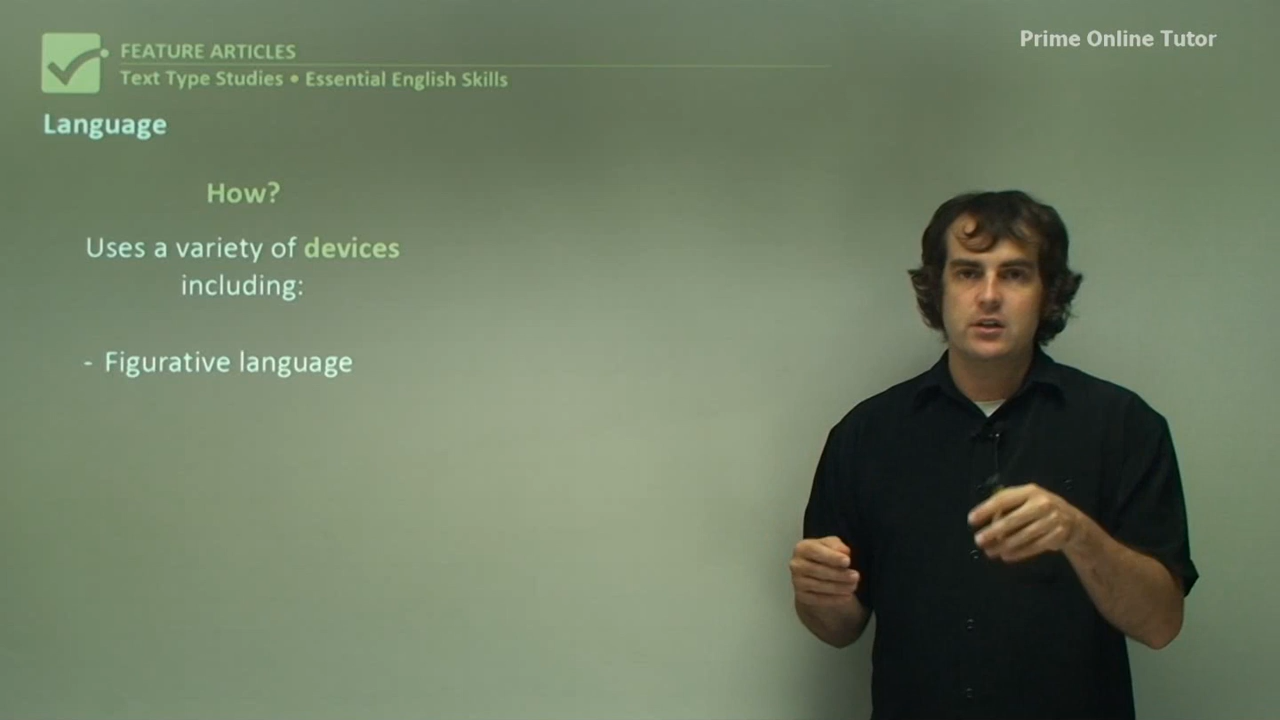 FEATURE ARTICLES
Prime Online Tutor
Text Type Studies • Essential English Skills
Language
How?
Uses a variety of devices
including:
- Figurative language